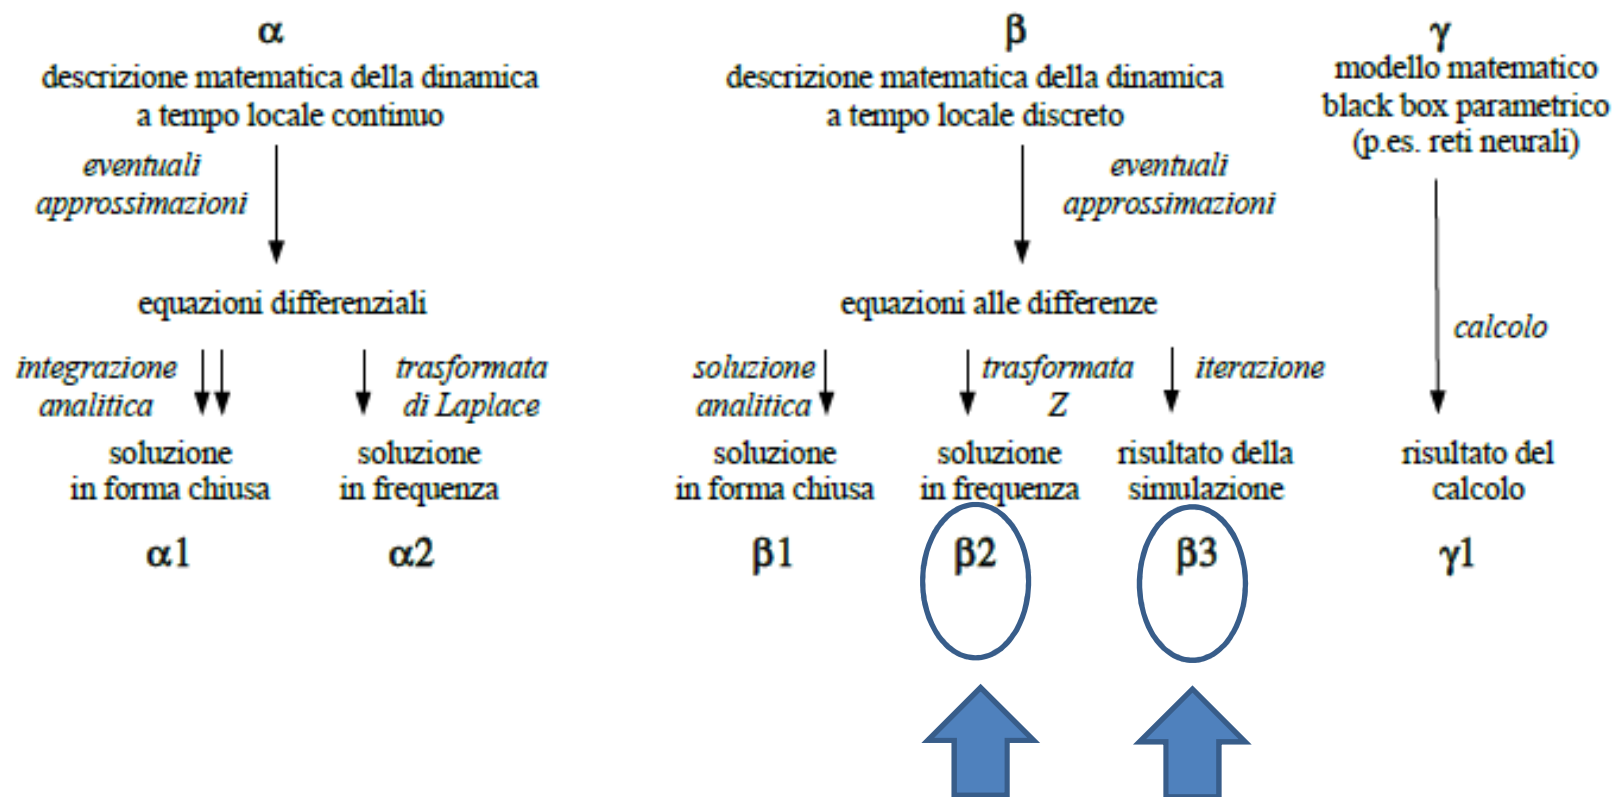 α
descrizione matematica della dinamica
a tempo locale continuo
eventuali
approssimazioni
equazioni differenziali
integrazione
analitica
trasformata
di Laplace
soluzione
in forma chiusa
α1
soluzione
in frequenza
α2
β
descrizione matematica della dinamica
a tempo locale discreto
eventuali
approssimazioni
equazioni alle differenze
soluzione
analitica
trasformata
Z
iterazione
soluzione
in forma chiusa
β1
soluzione
in frequenza
β2
risultato della
simulazione
β3
γ
modello matematico
black box parametrico
(p.es. reti neurali)
calcolo
risultato del
calcolo
γ1